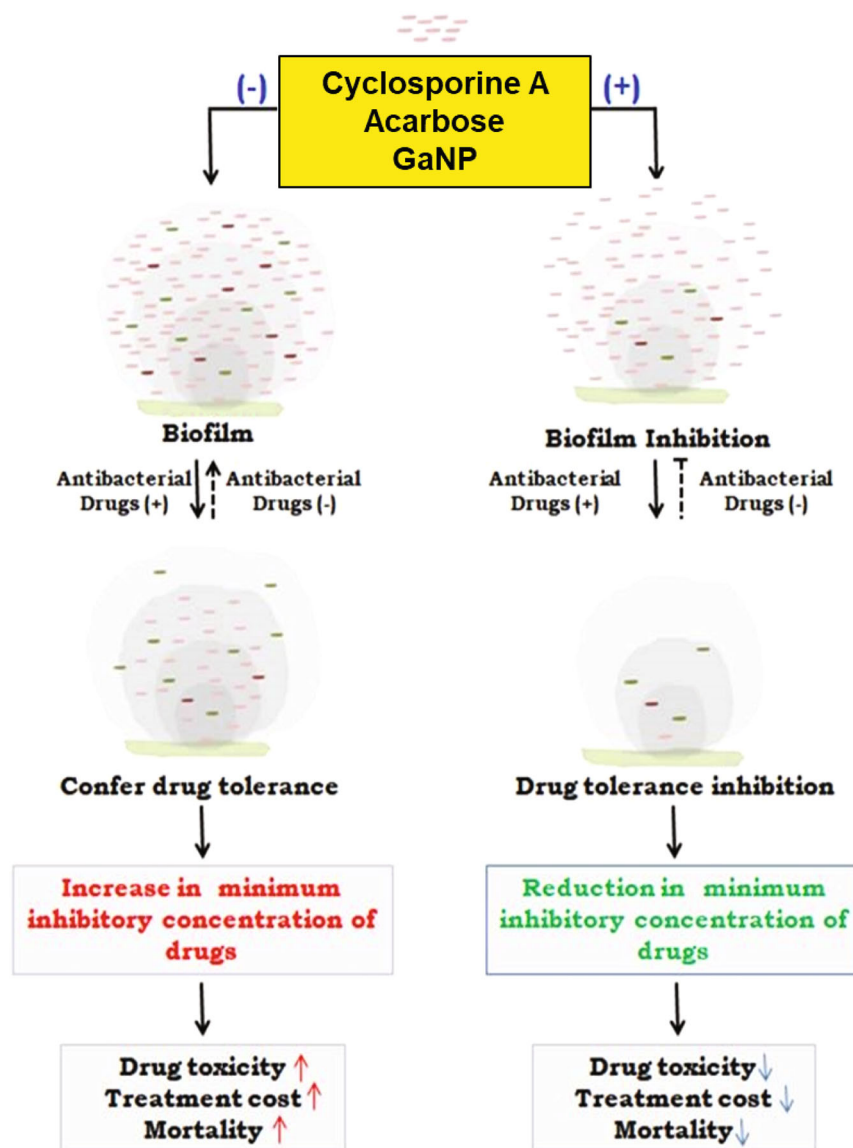 (-)
Cyclosporine A
Acarbose
GaNP
(+)
Biofilm
Antibacterial
Drugs (+)
Antibacterial
Drugs (-)
Biofilm Inhibition
Antibacterial
Drugs (+)
Antibacterial
Drugs (-)
Confer drug tolerance
Drug tolerance inhibition
Increase in minimum
inhibitory concentration of
drugs
Reduction in minimum
inhibitory concentration of
drugs
Drug toxicity ↑
Treatment cost ↑
Mortality ↑
Drug toxicity ↓
Treatment cost ↓
Mortality ↓